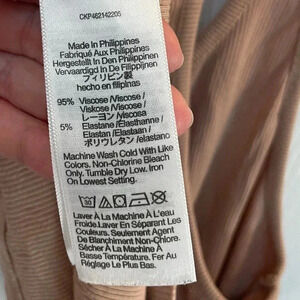 CKP462142205
Made In Philippines
Fabriqué Aux Philippines
Hergestellt In Den Philippinen
Vervaardigd In De Filippijnen
フィリピン製
hecho en filipinas
95% Viscose /Viscose
Viskose /Viscose/
レーヨン /viscosa
5% Elastane /Élasthanne/
Elastan /Elastaan/
ポリウレタン /elastano
Machine Wash Cold With Like
Colors. Non-Chlorine Bleach
Only. Tumble Dry Low. Iron
On Lowest Setting.
30
Laver À La Machine À L'eau
Froide Laver En Séparant Les
Couleurs. Seulement Agent
De Blanchiment Non-Chlore.
Sécher À La Machine À
Basse Température. Fer Au
Réglage Le Plus Bas.